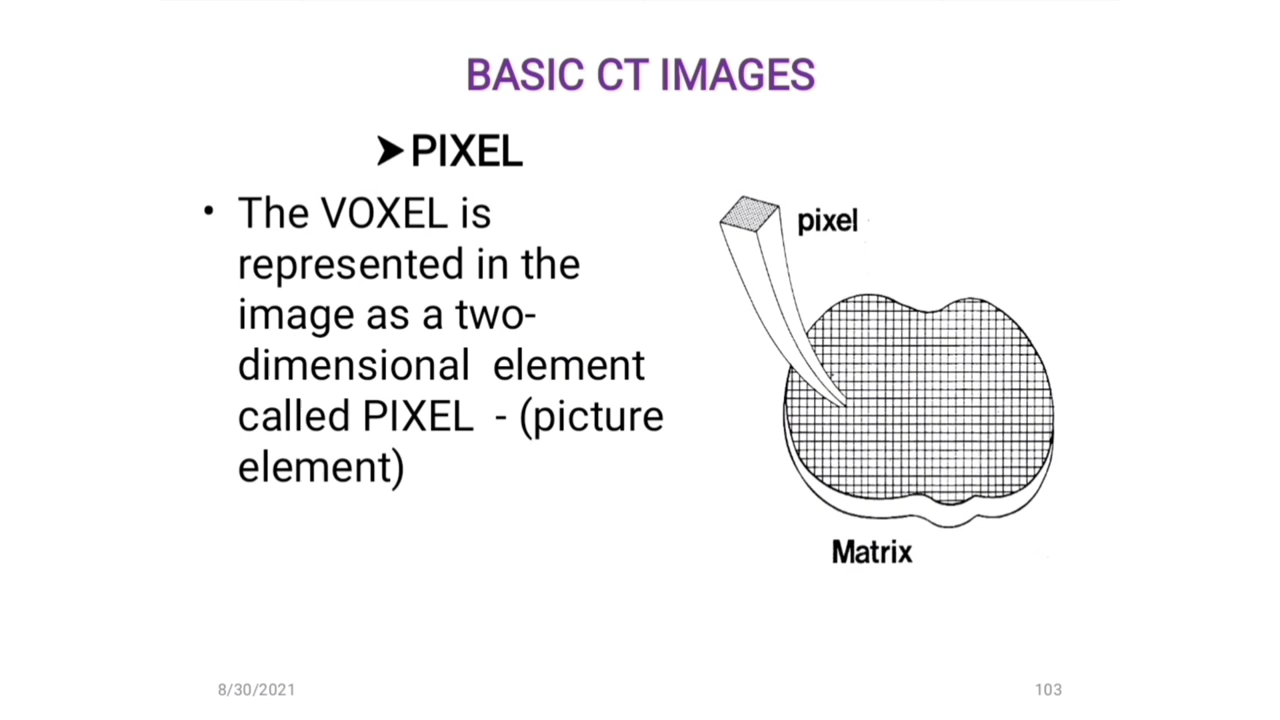 BASIC CT IMAGES
➤PIXEL
• The VOXEL is
represented in the
image as a two-
dimensional element
called PIXEL - (picture
element)
pixel
Matrix
8/30/2021
103